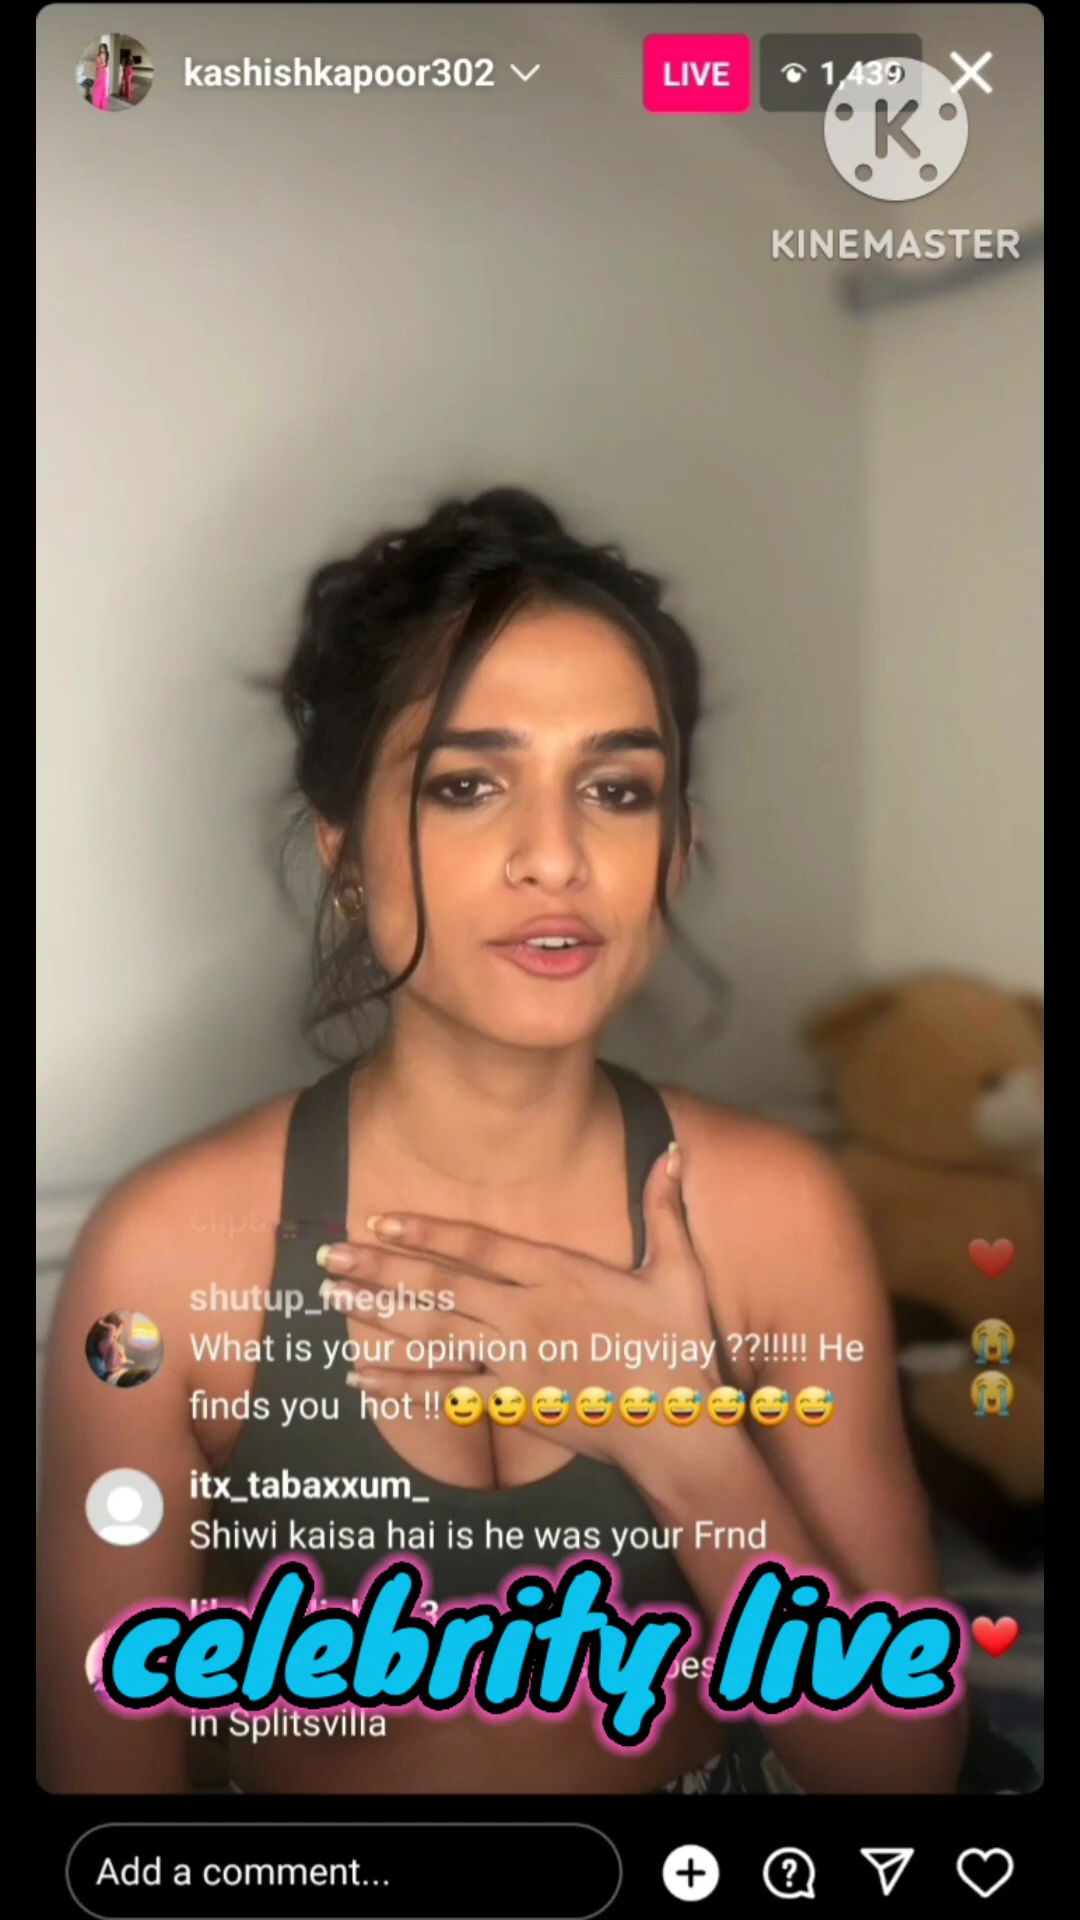 kashishkapoor302
LIVE
1,439
K
KINEMASTER
clips
shutup_meghss
What is your opinion on Digvijay ??!!!!! He
finds you hot !!😉😉😅😅😅😅😅😅😅
itx_tabaxxum_
Shiwi kaisa hai is he was your Frnd
celebrity live
in Splitsvilla
Add a comment...